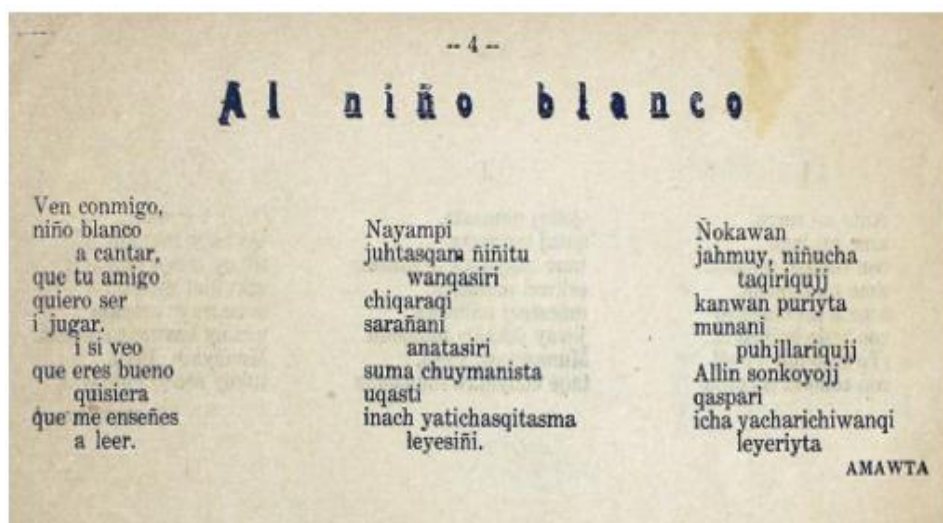 -- 4 --
Al niño blanco
Ven conmigo,
niño blanco
a cantar,
que tu amigo
quiero ser
i jugar.
i si veo
que eres bueno
quisiera
que me enseñes
a leer.
Nayampi
juhtasqam ñiñitu
wanqasiri
chiqaraqi
sarañani
anatasiri
suma chuymanista
uqasti
inach yatichasqitasma
leyesiñi.
Ñokawan
jahmuy, niñucha
taqiriqujj
kanwan puriyta
munani
puhjllariqujj
Allin sonkoyojj
qaspari
icha yacharichiwanqi
leyeriyta
AMAWTA